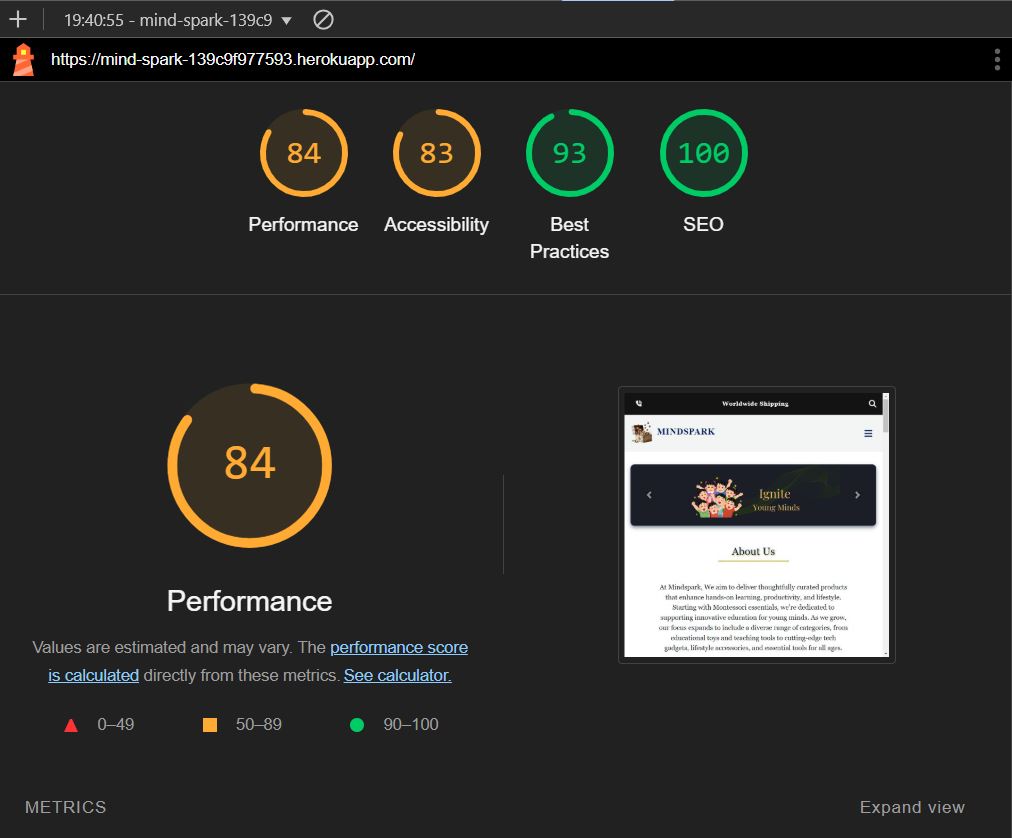 19:40:55 - mind-spark-139c9
https://mind-spark-139c9f977593.herokuapp.com/
84
83
93
100
Performance
Accessibility
Best
Practices
SEO
84
Performance
Values are estimated and may vary. The performance score
is calculated directly from these metrics. See calculator.
0–49
50–89
90–100
Worldwide Shipping
MINDSPARK
Ignite
Young Minds
About Us
At Mindspark, We aim to deliver thoughtfully curated products
that enhance hands-on learning, productivity, and lifestyle.
Starting with Montessori essentials, we're dedicated to
supporting innovative education for young minds. As we grow,
our focus expands to include a diverse range of categories, from
educational toys and teaching tools to cutting-edge tech
gadgets, lifestyle accessories, and essential tools for all ages.
METRICS
Expand view